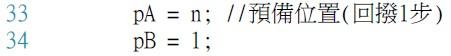 33 pA = n; //預備位置(回撥1步)
34 pB = 1;